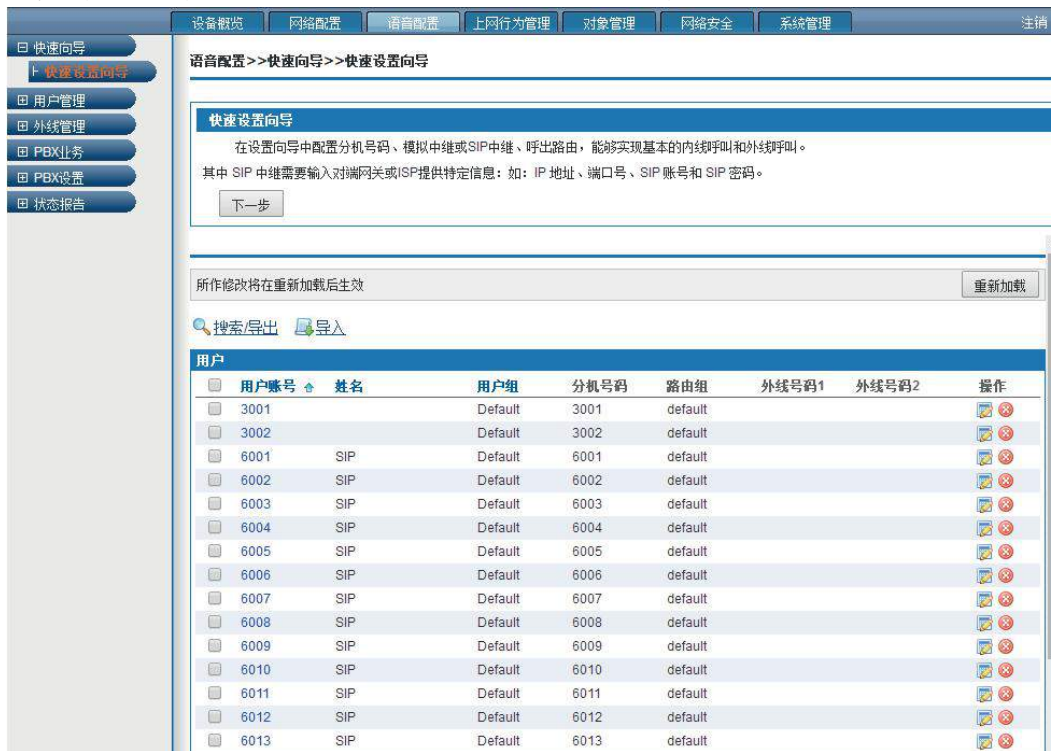 设备概览 网络配置 语音配置 上网行为管理 对象管理 网络安全 系统管理 注销
快速向导
快速设置向导
用户管理
外线管理
PBX业务
PBX设置
状态报告
语音配置>>快速向导>>快速设置向导
快速设置向导
在设置向导中配置分机号码、模拟中继或SIP中继、呼出路由，能够实现基本的内线呼叫和外线呼叫。
其中 SIP 中继需要输入对端网关或ISP提供特定信息：如：IP 地址、端口号、SIP 账号和 SIP 密码。
下一步
所作修改将在重新加载后生效 重新加载
搜索/导出 导入
用户
用户账号 姓名 用户组 分机号码 路由组 外线号码1 外线号码2 操作
3001 Default 3001 default
3002 Default 3002 default
6001 SIP Default 6001 default
6002 SIP Default 6002 default
6003 SIP Default 6003 default
6004 SIP Default 6004 default
6005 SIP Default 6005 default
6006 SIP Default 6006 default
6007 SIP Default 6007 default
6008 SIP Default 6008 default
6009 SIP Default 6009 default
6010 SIP Default 6010 default
6011 SIP Default 6011 default
6012 SIP Default 6012 default
6013 SIP Default 6013 default